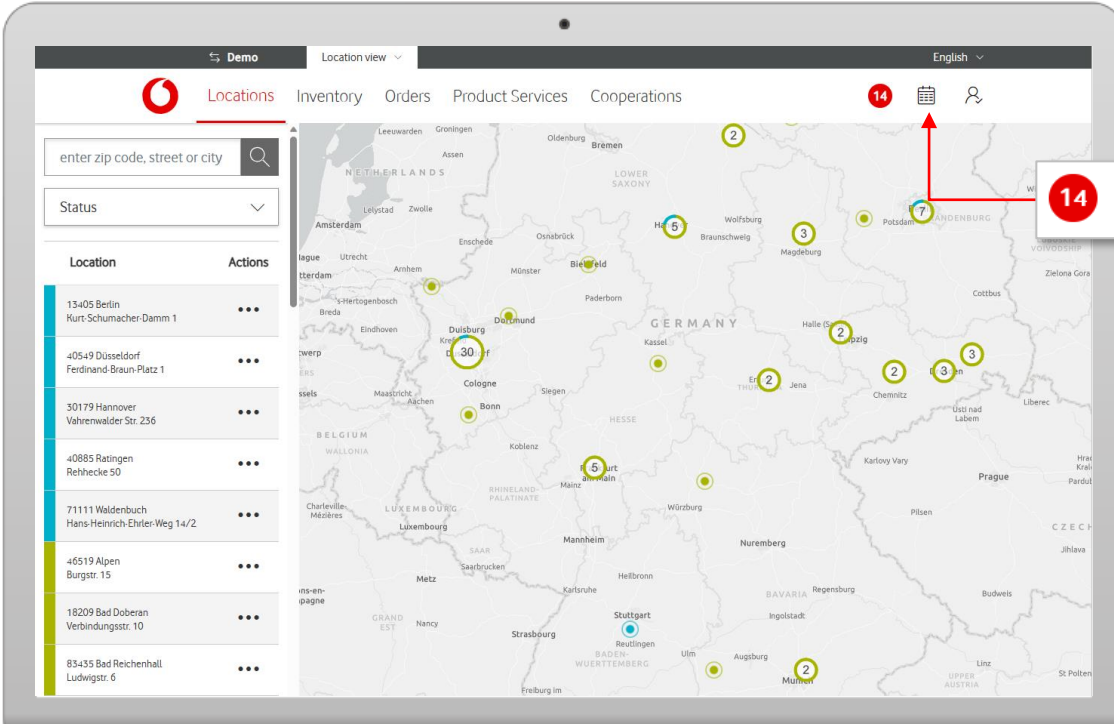 Demo
Location view
English
Locations
Inventory
Orders
Product Services
Cooperations
14
14
enter zip code, street or city
Status
Location
Actions
13405 Berlin
Kurt-Schumacher-Damm 1
40549 Düsseldorf
Ferdinand-Braun-Platz 1
30179 Hannover
Vahrenwalder Str. 236
40885 Ratingen
Rehhecke 50
71111 Waldenbuch
Hans-Heinrich-Ehrler-Weg 14/2
46519 Alpen
Burgstr. 15
18209 Bad Doberan
Verbindungsstr. 10
83435 Bad Reichenhall
Ludwigstr. 6
Leeuwarden
Groningen
Oldenburg
Bremen
2
Assen
NETHERLANDS
LOWER
SAXONY
Lelystad
Zwolle
Amsterdam
5
Wolfsburg
3
Potsdam
7
Enschede
Osnabrück
Braunschweig
Magdeburg
Utrecht
Arnhem
Münster
Zielona Gora
's-Hertogenbosch
Breda
Paderborn
Cottbus
Eindhoven
Duisburg
GERMANY
2
Kassel
30
3
3
2
2
Jena
Cologne
Chemnitz
Maastricht
Aachen
Siegen
Bonn
Liberec
Usti nad
Labem
HESSE
BELGIUM
WALLONIA
Koblenz
Karlovy Vary
5
Prague
Mainz
RHINELAND-
PALATINATE
Charleville-
Mézières
LUXEMBOURG
Würzburg
Pilsen
Luxembourg
Mannheim
Nuremberg
SAAR
Saarbrucken
Jihlava
Metz
Heilbronn
Karlsruhe
BAVARIA
Regensburg
Budweis
GRAND
EST
Nancy
Stuttgart
Ingolstadt
Strasbourg
Reutlingen
BADEN-
WUERTTEMBERG
Ulm
Augsburg
2
Linz
UPPER
AUSTRIA
St Polten
Freiburg im